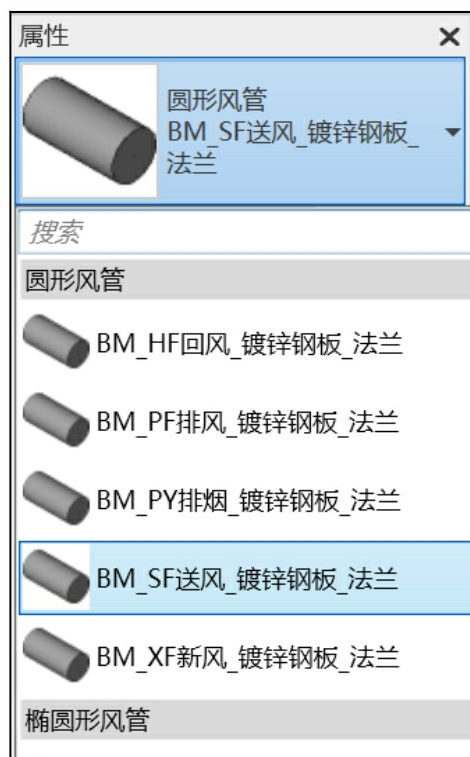 属性
圆形风管
BM_SF送风_镀锌钢板_
法兰
搜索
圆形风管
BM_HF回风_镀锌钢板_法兰
BM_PF排风_镀锌钢板_法兰
BM_PY排烟_镀锌钢板_法兰
BM_SF送风_镀锌钢板_法兰
BM_XF新风_镀锌钢板_法兰
椭圆形风管